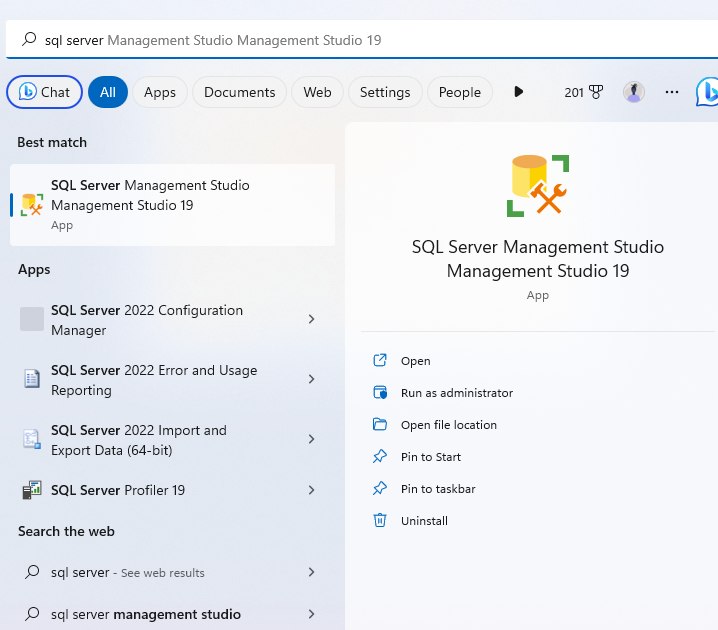 sql server Management Studio Management Studio 19
Chat
All
Apps
Documents
Web
Settings
People
201
Best match
SQL Server Management Studio
Management Studio 19
App
Apps
SQL Server 2022 Configuration
Manager
SQL Server 2022 Error and Usage
Reporting
SQL Server 2022 Import and
Export Data (64-bit)
SQL Server Profiler 19
Search the web
sql server - See web results
sql server management studio
SQL Server Management Studio
Management Studio 19
App
Open
Run as administrator
Open file location
Pin to Start
Pin to taskbar
Uninstall